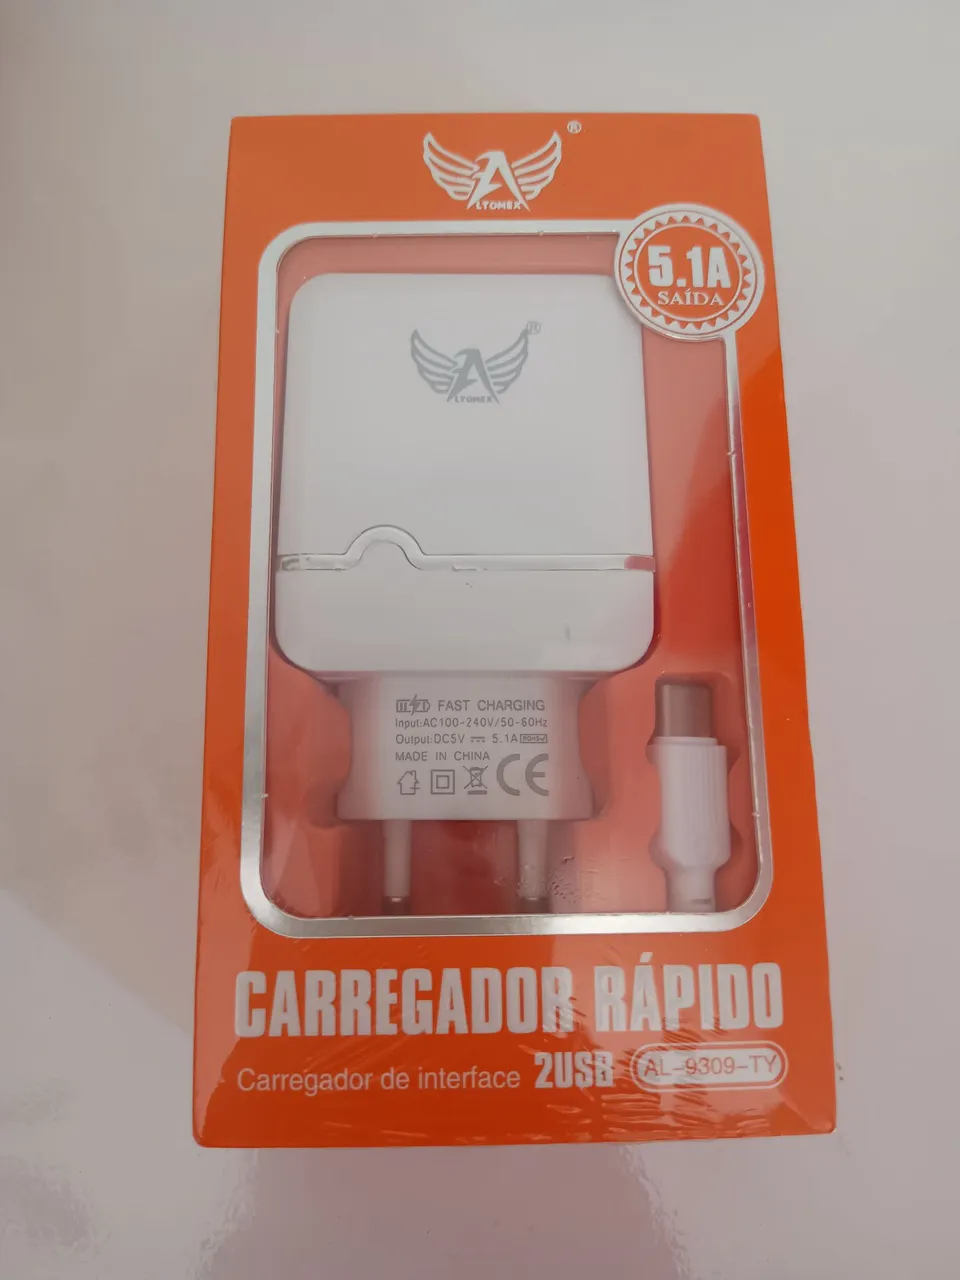 ®
ALTOMEX
5.1A
SAÍDA
®
ALTOMEX
FAST CHARGING
Input:AC100-240V/50-60Hz
Output:DC5V ⎓ 5.1A RoHS✓
MADE IN CHINA
CE
CARREGADOR RÁPIDO
Carregador de interface 2USB AL-9309-TY